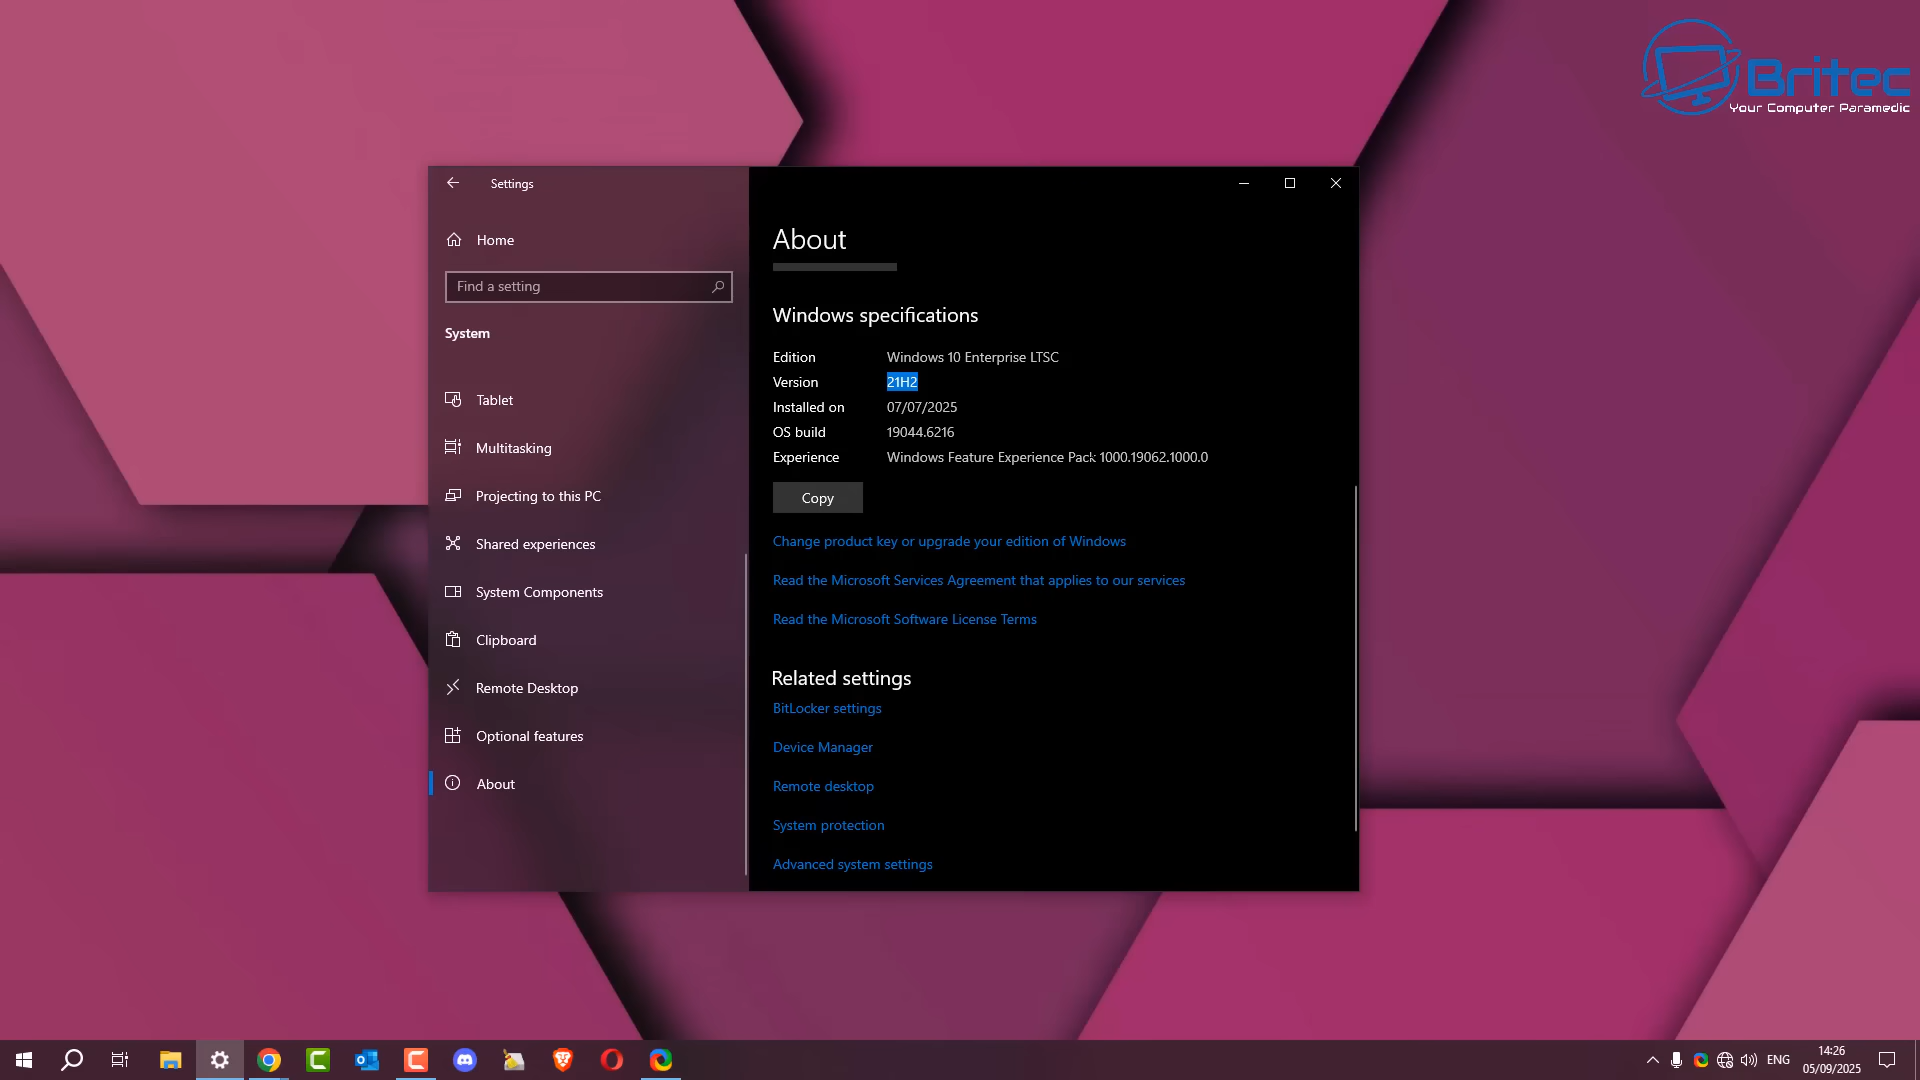 Britec
Your Computer Paramedic
Settings
Home
Find a setting
System
Tablet
Multitasking
Projecting to this PC
Shared experiences
System Components
Clipboard
Remote Desktop
Optional features
About
About
Windows specifications
Edition Windows 10 Enterprise LTSC
Version 21H2
Installed on 07/07/2025
OS build 19044.6216
Experience Windows Feature Experience Pack 1000.19062.1000.0
Copy
Change product key or upgrade your edition of Windows
Read the Microsoft Services Agreement that applies to our services
Read the Microsoft Software License Terms
Related settings
BitLocker settings
Device Manager
Remote desktop
System protection
Advanced system settings
ENG
14:26
05/09/2025